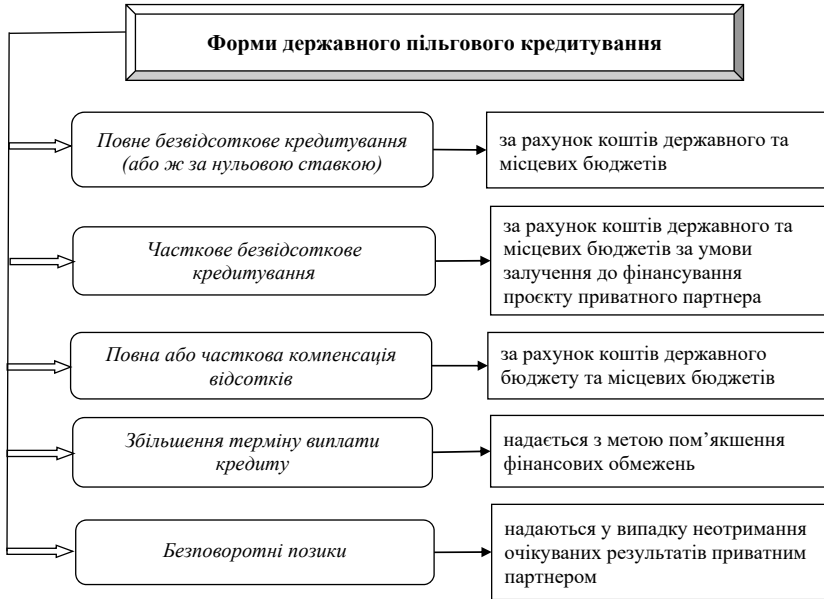 Форми державного пільгового кредитування
Повне безвідсоткове кредитування
(або ж за нульовою ставкою)
за рахунок коштів державного та
місцевих бюджетів
Часткове безвідсоткове
кредитування
за рахунок коштів державного та
місцевих бюджетів за умови
залучення до фінансування
проєкту приватного партнера
Повна або часткова компенсація
відсотків
за рахунок коштів державного
бюджету та місцевих бюджетів
Збільшення терміну виплати
кредиту
надається з метою пом’якшення
фінансових обмежень
Безповоротні позики
надаються у випадку неотримання
очікуваних результатів приватним
партнером